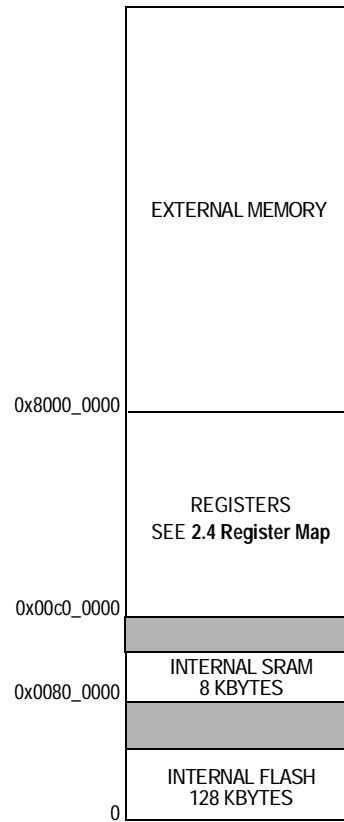 EXTERNAL MEMORY
0x8000_0000
REGISTERS
SEE 2.4 Register Map
0x00c0_0000
INTERNAL SRAM
8 KBYTES
0x0080_0000
INTERNAL FLASH
128 KBYTES
0